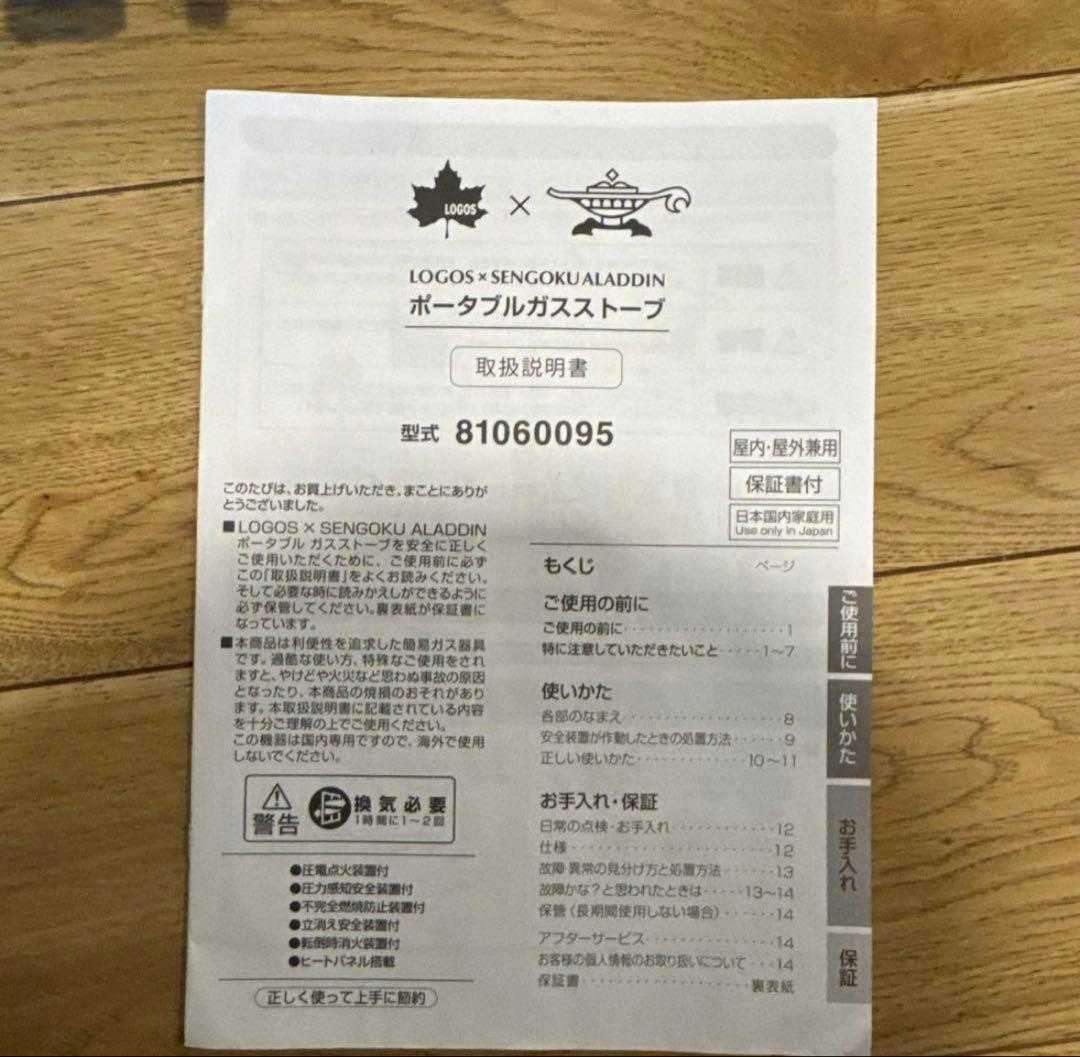 LOGOS
×
LOGOS×SENGOKU ALADDIN
ポータブルガスストーブ
取扱説明書
型式 81060095
屋内・屋外兼用
保証書付
日本国内家庭用
Use only in Japan
このたびは、お買上げいただき、まことにありが
とうございました。
■LOGOS × SENGOKU ALADDIN
ポータブル ガスストーブを安全に正しく
ご使用いただくために、ご使用前に必ず
この「取扱説明書」をよくお読みください。
そして必要な時に読みかえしができるように
必ず保管してください。裏表紙が保証書に
なっています。
■本商品は利便性を追求した簡易ガス器具
です。過酷な使い方、特殊なご使用をされ
ますと、やけどや火災など思わぬ事故の原因
となったり、本商品の焼損のおそれがあり
ます。本取扱説明書に記載されている内容
を十分ご理解の上でご使用ください。
この機器は国内専用ですので、海外で使用
しないでください。
警告
換気必要
1時間に1〜2回
●圧電点火装置付
●圧力感知安全装置付
●不完全燃焼防止装置付
●立消え安全装置付
●転倒時消火装置付
●ヒートパネル搭載
正しく使って上手に節約
もくじ ページ
ご使用の前に
ご使用の前に・・・・・・・・・・・・・・・・・・・1
特に注意していただきたいこと・・・・・1〜7
使いかた
各部のなまえ・・・・・・・・・・・・・・・・・・8
安全装置が作動したときの処置方法・・・・・・9
正しい使いかた・・・・・・・・・・・・・10〜11
お手入れ・保証
日常の点検・お手入れ・・・・・・・・・・・・12
仕様・・・・・・・・・・・・・・・・・・・・・・12
故障・異常の見分け方と処置方法・・・・・・13
故障かな？と思われたときは・・・・・13〜14
保管（長期間使用しない場合）・・・・・・14
アフターサービス・・・・・・・・・・・・・・14
お客様の個人情報のお取り扱いについて・・・14
保証書・・・・・・・・・・・・・・・・・・裏表紙
ご使用前に
使いかた
お手入れ
保証